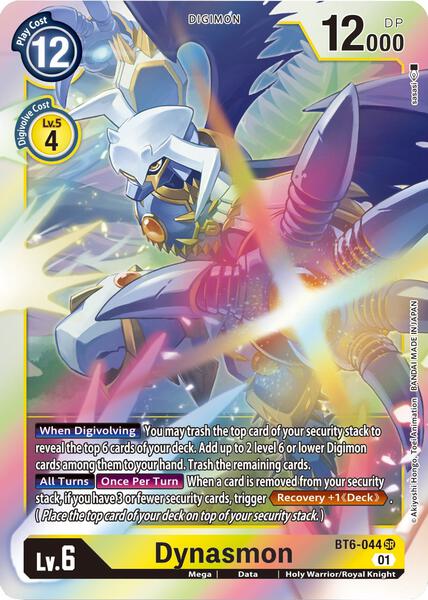 Play Cost
12
DIGIMON
12000
DP
Digivolve Cost
Lv.5
4
sasasi
© Akiyoshi Hongo, Toei Animation · BANDAI MADE IN JAPAN
When Digivolving You may trash the top card of your security stack to
reveal the top 6 cards of your deck. Add up to 2 level 6 or lower Digimon
cards among them to your hand. Trash the remaining cards.
All Turns Once Per Turn When a card is removed from your security
stack, if you have 3 or fewer security cards, trigger Recovery +1《Deck》.
(Place the top card of your deck on top of your security stack.)
Lv.6
Dynasmon
BT6-044 SR
01
Mega
Data
Holy Warrior/Royal Knight